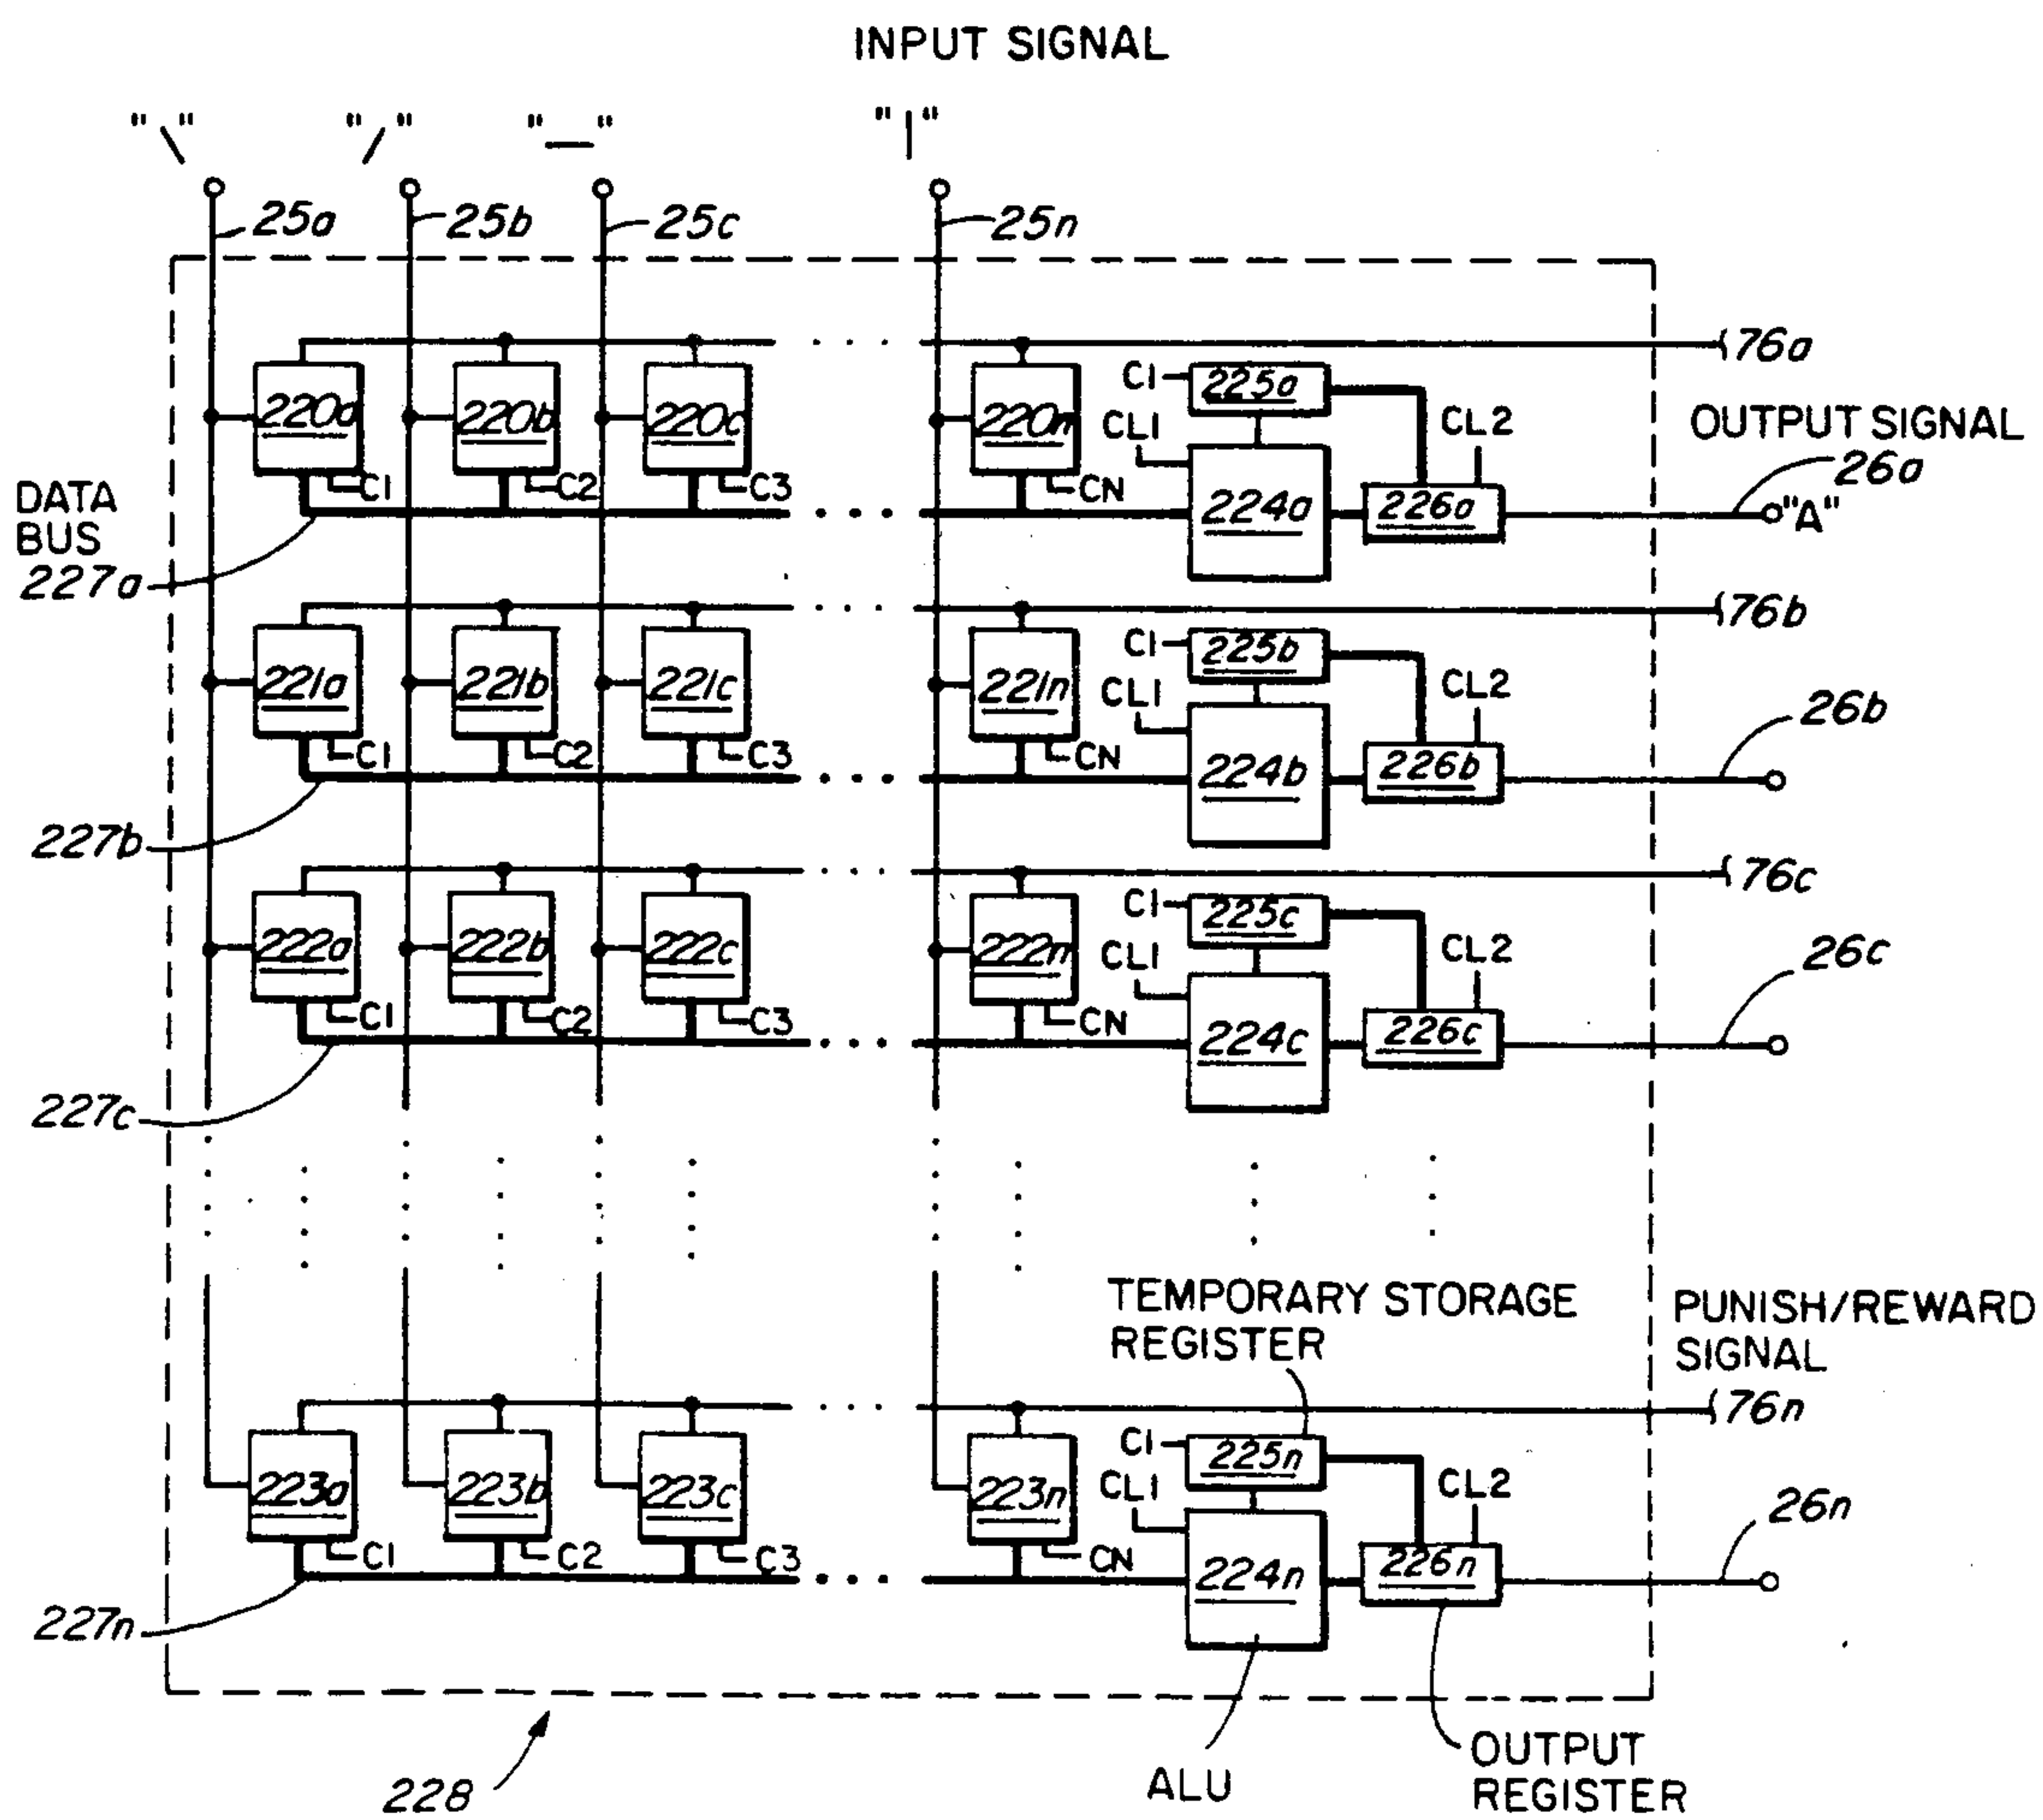 INPUT SIGNAL
"\" "/" "—" "|"
25a 25b 25c 25n
76a
220a 220b 220c 220n C1 225a
CL1 CL2 OUTPUT SIGNAL
26a
C1 C2 C3 CN 224a 226a "A"
DATA
BUS
227a
76b
221a 221b 221c 221n C1 225b
CL1 CL2 26b
C1 C2 C3 CN 224b 226b
227b
76c
222a 222b 222c 222n C1 225c
CL1 CL2 26c
C1 C2 C3 CN 224c 226c
227c
TEMPORARY STORAGE
REGISTER
PUNISH/REWARD
SIGNAL
76n
223a 223b 223c 223n C1 225n
CL1 CL2 26n
C1 C2 C3 CN 224n 226n
227n
228
ALU
OUTPUT
REGISTER